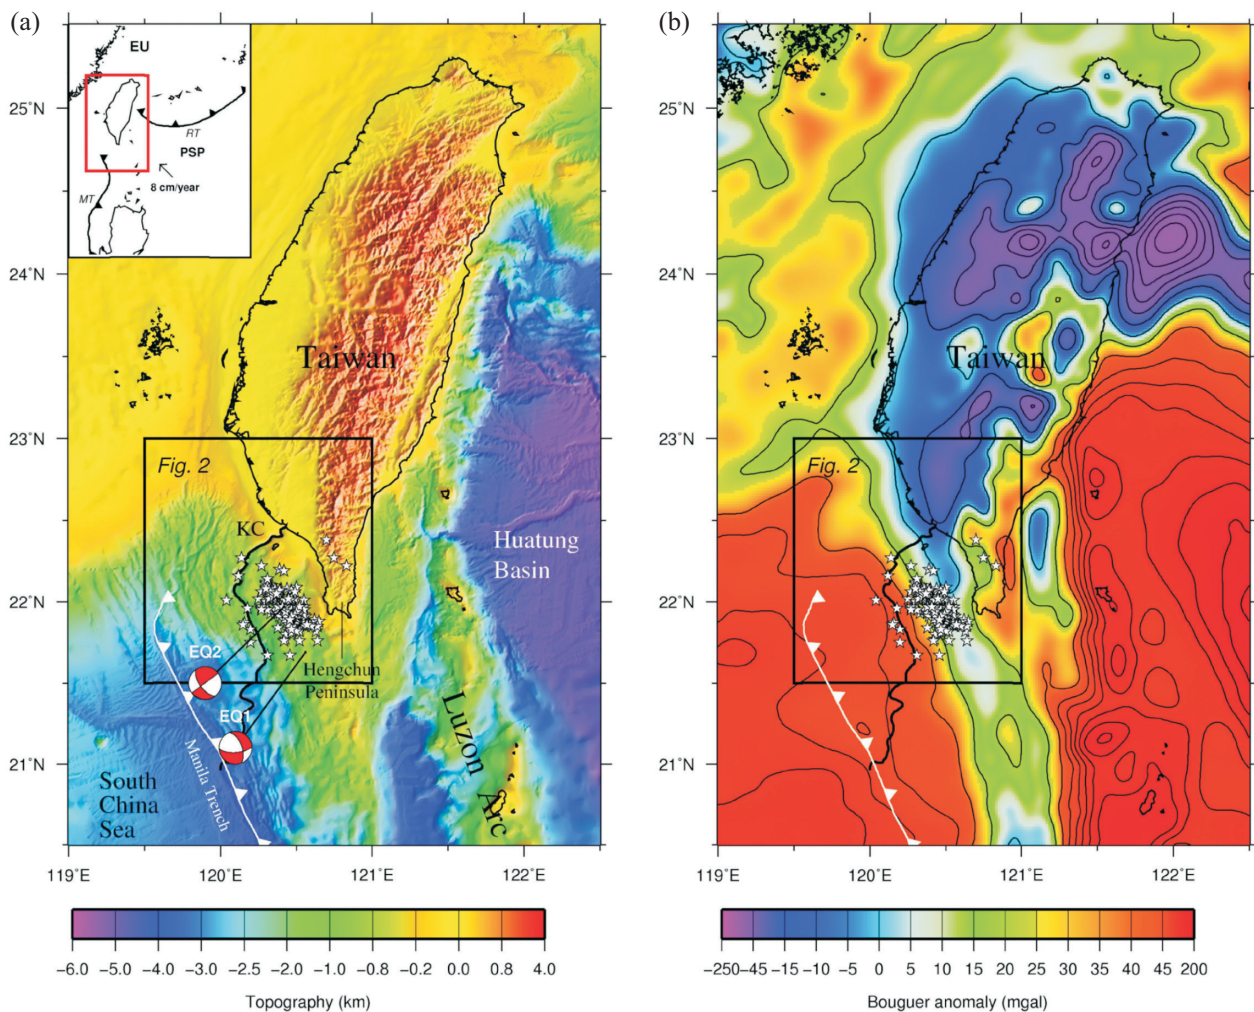 (a)
EU
RT
PSP
8 cm/year
MT
25°N
24°N
23°N
22°N
21°N
Taiwan
Fig. 2
KC
Huatung
Basin
EQ2
Hengchun
Peninsula
EQ1
Luzon Arc
Manila Trench
South
China
Sea
119°E
120°E
121°E
122°E
−6.0
−5.0
−4.0
−3.0
−2.5
−2.0
−1.0
−0.8
−0.2
0.0
0.8
4.0
Topography (km)
(b)
25°N
24°N
23°N
22°N
21°N
Taiwan
Fig. 2
119°E
120°E
121°E
122°E
−250
−45
−15
−10
−5
0
5
10
15
25
30
35
40
45
200
Bouguer anomaly (mgal)